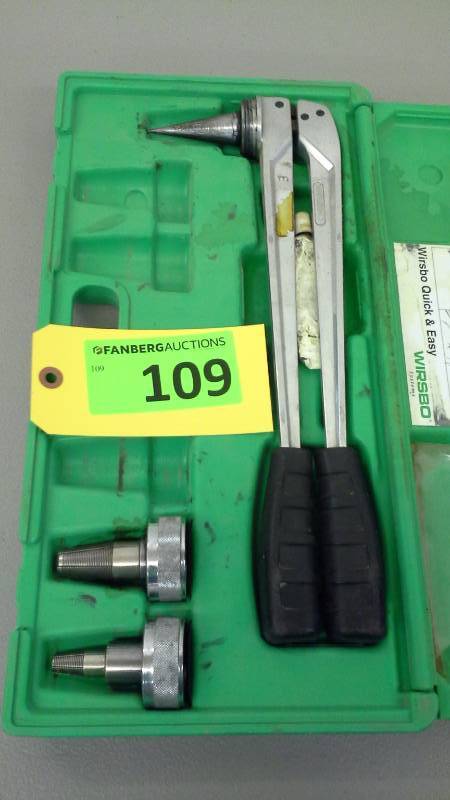 FANBERGAUCTIONS
109
109
E
Wirsbo Quick & Easy
WIRSBO